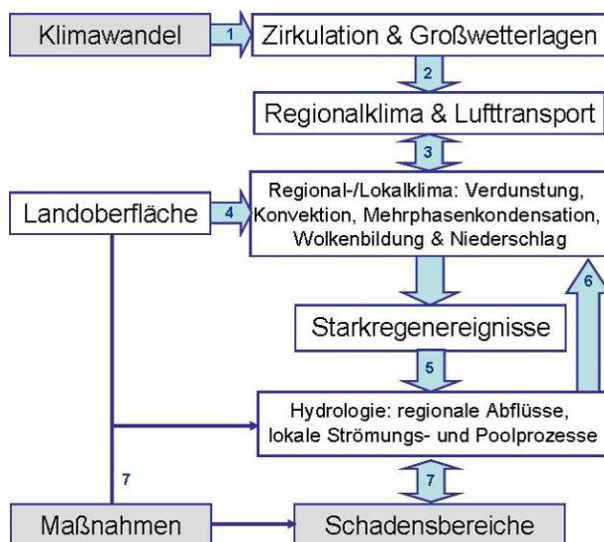 Klimawandel
1
Zirkulation & Großwetterlagen
2
Regionalklima & Lufttransport
3
Landoberfläche
4
Regional-/Lokalklima: Verdunstung,
Konvektion, Mehrphasenkondensation,
Wolkenbildung & Niederschlag
6
Starkregenereignisse
5
Hydrologie: regionale Abflüsse,
lokale Strömungs- und Poolprozesse
7
7
Maßnahmen
Schadensbereiche